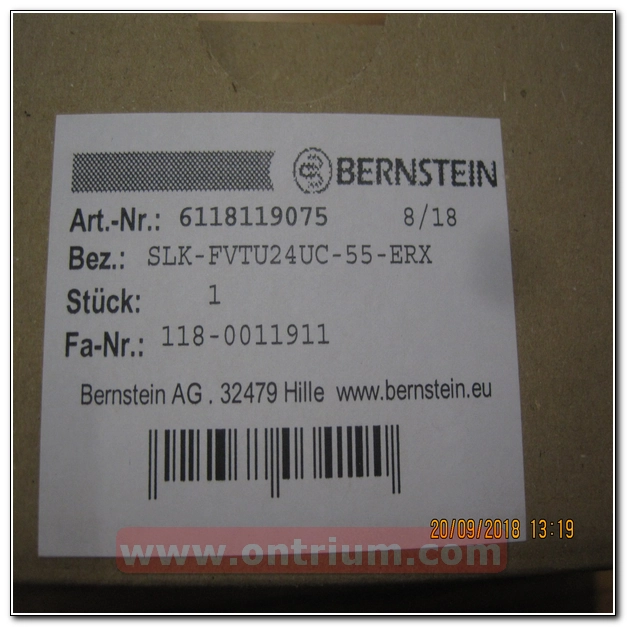 BERNSTEIN
Art.-Nr.: 6118119075 8/18
Bez.: SLK-FVTU24UC-55-ERX
Stück: 1
Fa-Nr.: 118-0011911
Bernstein AG . 32479 Hille www.bernstein.eu
20/09/2018 13:19
www.ontrium.com